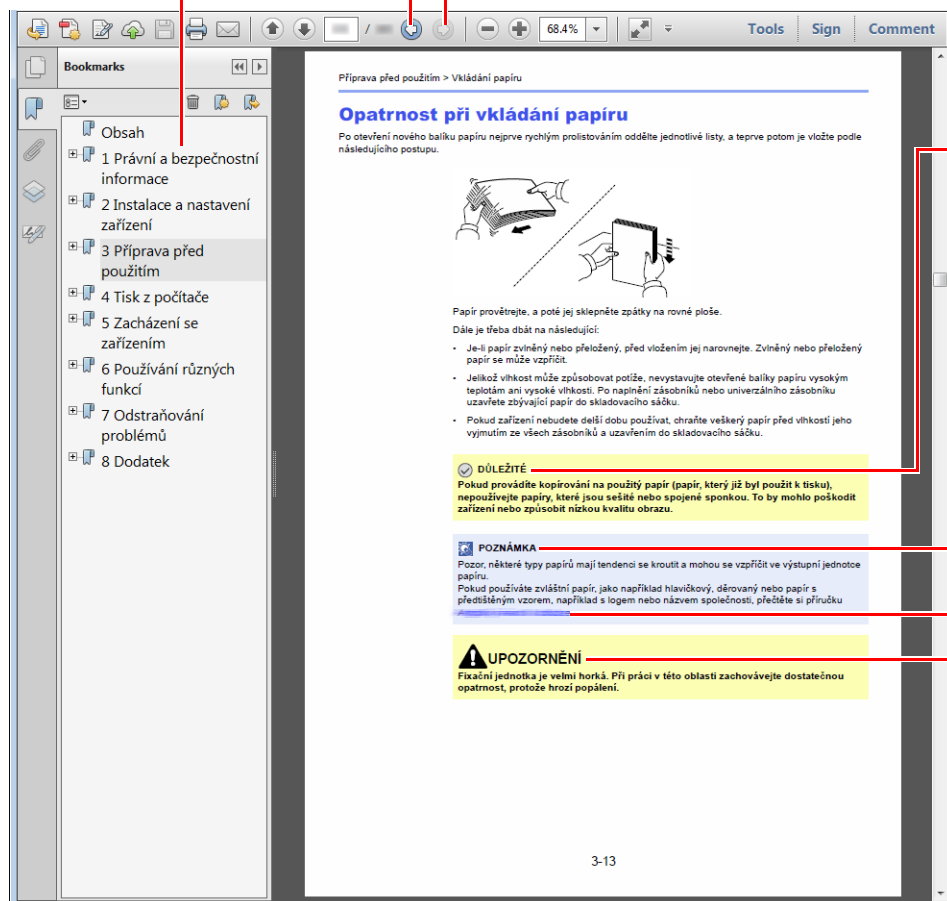 /
68.4%
Tools
Sign
Comment
Bookmarks
Obsah
1 Právní a bezpečnostní
informace
2 Instalace a nastavení
zařízení
3 Příprava před
použitím
4 Tisk z počítače
5 Zacházení se
zařízením
6 Používání různých
funkcí
7 Odstraňování
problémů
8 Dodatek
Příprava před použitím > Vkládání papíru
Opatrnost při vkládání papíru
Po otevření nového balíku papíru nejprve rychlým prolistováním oddělte jednotlivé listy, a teprve potom je vložte podle
následujícího postupu.
Papír provětrejte, a poté jej sklepněte zpátky na rovné ploše.
Dále je třeba dbát na následující:
• Je-li papír zvlněný nebo přeložený, před vložením jej narovnejte. Zvlněný nebo přeložený
papír se může vzpříčit.
• Jelikož vlhkost může způsobovat potíže, nevystavujte otevřené balíky papíru vysokým
teplotám ani vysoké vlhkosti. Po naplnění zásobníků nebo univerzálního zásobníku
uzavřete zbývající papír do skladovacího sáčku.
• Pokud zařízení nebudete delší dobu používat, chraňte veškerý papír před vlhkostí jeho
vyjmutím ze všech zásobníků a uzavřením do skladovacího sáčku.
DŮLEŽITÉ
Pokud provádíte kopírování na použitý papír (papír, který již byl použit k tisku),
nepoužívejte papíry, které jsou sešité nebo spojené sponkou. To by mohlo poškodit
zařízení nebo způsobit nízkou kvalitu obrazu.
POZNÁMKA
Pozor, některé typy papírů mají tendenci se kroutit a mohou se vzpříčit ve výstupní jednotce
papíru.
Pokud používáte zvláštní papír, jako například hlavičkový, děrovaný nebo papír s
předtištěným vzorem, například s logem nebo názvem společnosti, přečtěte si příručku
UPOZORNĚNÍ
Fixační jednotka je velmi horká. Při práci v této oblasti zachovávejte dostatečnou
opatrnost, protože hrozí popálení.
3-13